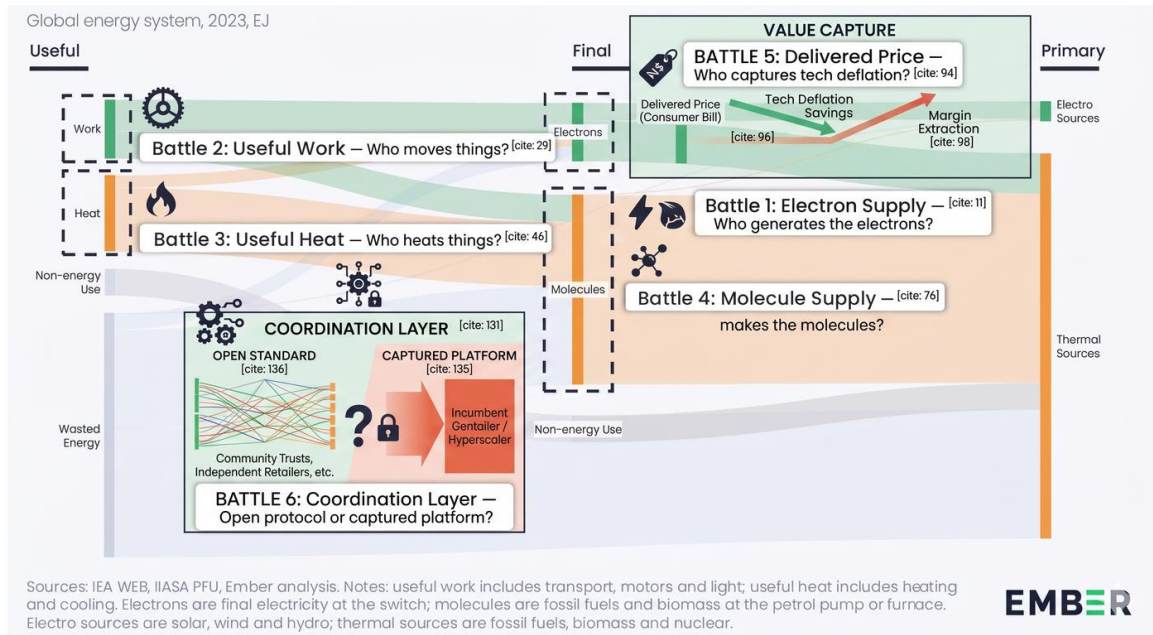 Global energy system, 2023, EJ
Useful
Final
Primary
VALUE CAPTURE
BATTLE 5: Delivered Price —
Who captures tech deflation? [cite: 94]
N$
Delivered Price
(Consumer Bill)
Tech Deflation
Savings
[cite: 96]
Margin
Extraction
[cite: 98]
Electro
Sources
Work
Electrons
Battle 2: Useful Work — Who moves things? [cite: 29]
Heat
Battle 3: Useful Heat — Who heats things? [cite: 46]
Battle 1: Electron Supply — [cite: 11]
Who generates the electrons?
Non-energy
Use
Molecules
Battle 4: Molecule Supply — [cite: 76]
makes the molecules?
Thermal
Sources
COORDINATION LAYER [cite: 131]
OPEN STANDARD
[cite: 136]
CAPTURED PLATFORM
[cite: 135]
?
Incumbent
Gentailer /
Hyperscaler
Community Trusts,
Independent Retailers, etc.
BATTLE 6: Coordination Layer —
Open protocol or captured platform?
Wasted
Energy
Non-energy Use
Sources: IEA WEB, IIASA PFU, Ember analysis. Notes: useful work includes transport, motors and light; useful heat includes heating
and cooling. Electrons are final electricity at the switch; molecules are fossil fuels and biomass at the petrol pump or furnace.
Electro sources are solar, wind and hydro; thermal sources are fossil fuels, biomass and nuclear.
EMBER